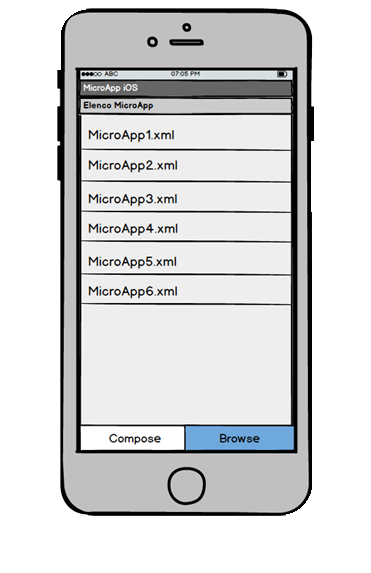 ABC 07:05 PM
MicroApp iOS
Elenco MicroApp
MicroApp1.xml
MicroApp2.xml
MicroApp3.xml
MicroApp4.xml
MicroApp5.xml
MicroApp6.xml
Compose Browse